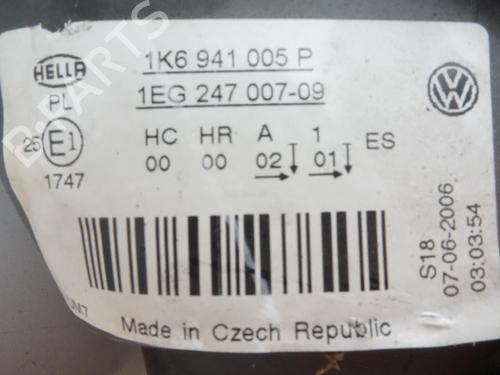 HELLA
1K6 941 005 P
PL
1EG 247 007-09
25 E1
HC HR A 1 ES
00 00 02 01
1747
S18
07-06-2006
03:03:54
Made in Czech Republic